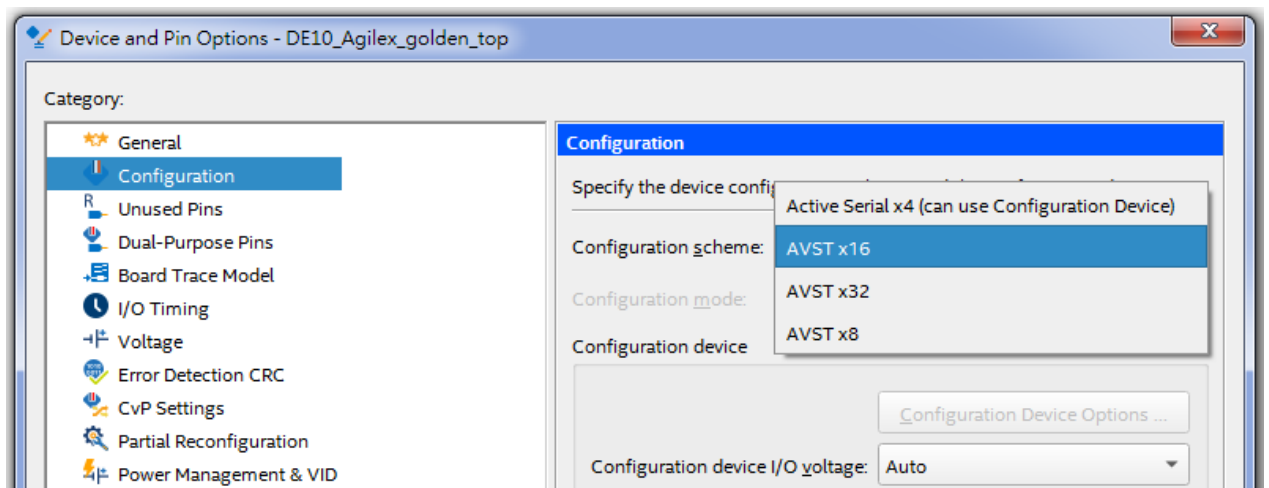 Device and Pin Options - DE10_Agilex_golden_top
x
Category:
General
Configuration
R
Unused Pins
Dual-Purpose Pins
Board Trace Model
I/O Timing
Voltage
Error Detection CRC
CvP Settings
Partial Reconfiguration
Power Management & VID
Configuration
Specify the device
Active Serial x4 (can use Configuration Device)
Configuration scheme:
AVST x16
AVST x32
Configuration mode:
AVST x8
Configuration device
Configuration Device Options ...
Configuration device I/O voltage: Auto